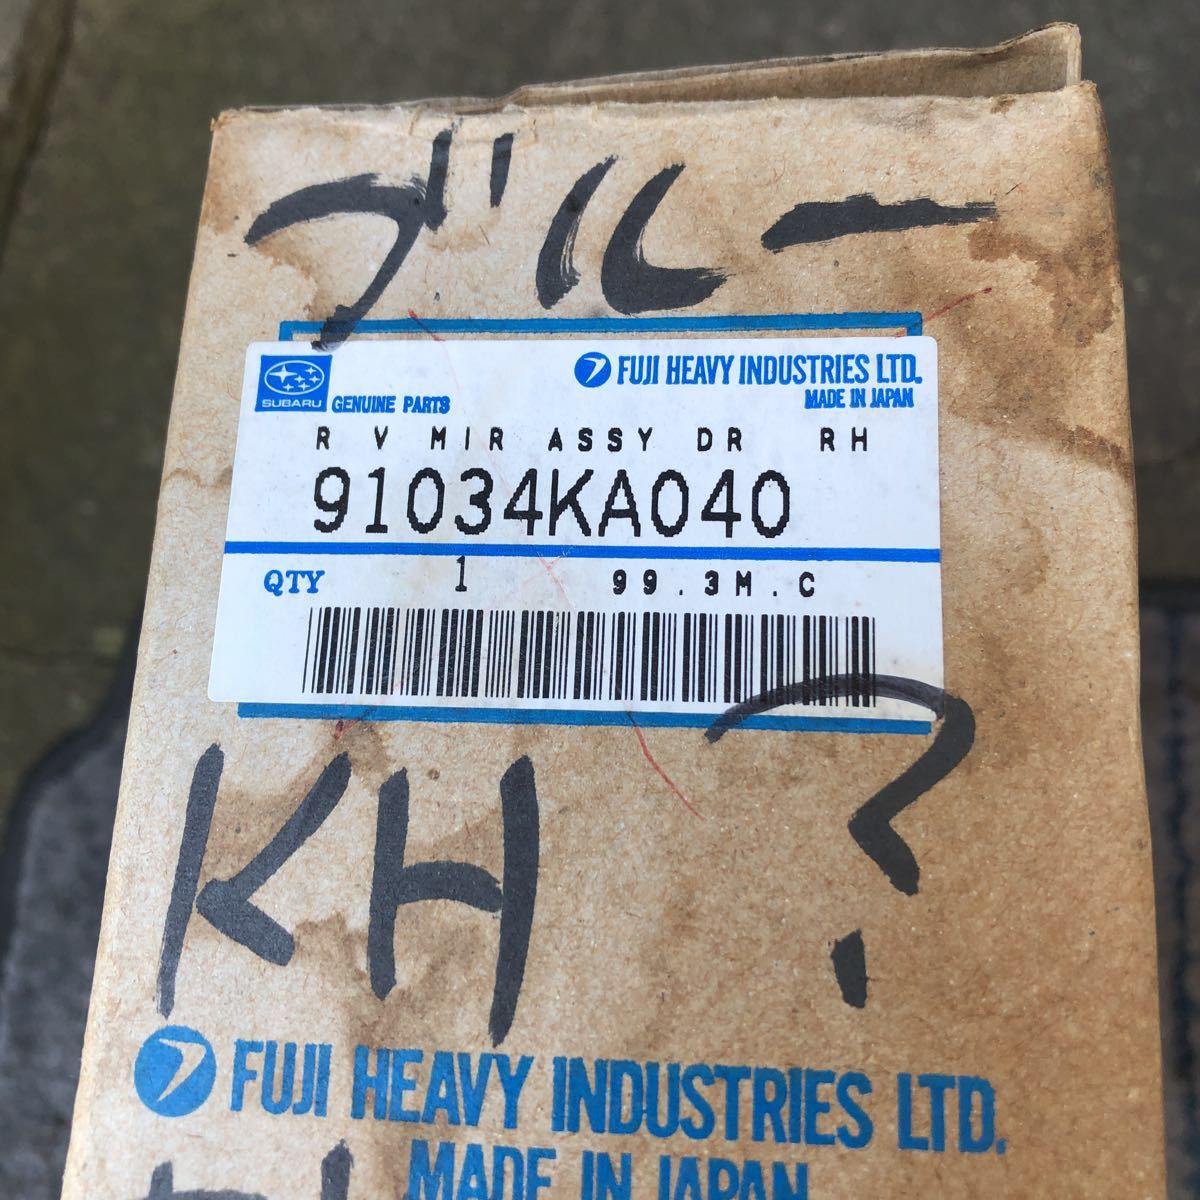 ブルー
SUBARU GENUINE PARTS
FUJI HEAVY INDUSTRIES LTD.
MADE IN JAPAN
R V MIR ASSY DR RH
91034KA040
QTY 1 99.3M.C
KH ?
FUJI HEAVY INDUSTRIES LTD.
MADE IN JAPAN